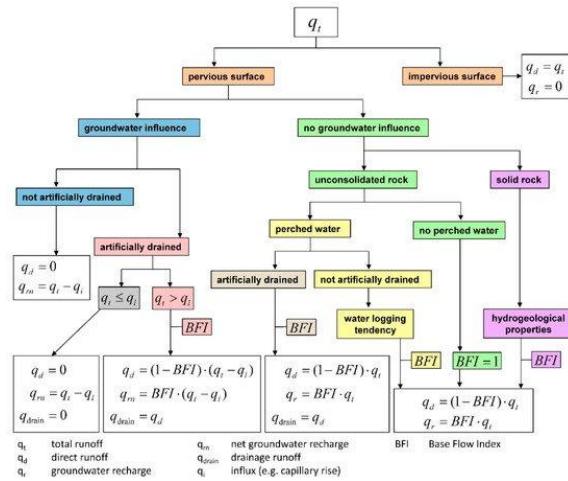 q_t
pervious surface
impervious surface
q_d = q_t
q_r = 0
groundwater influence
no groundwater influence
not artificially drained
unconsolidated rock
solid rock
perched water
no perched water
artificially drained
q_d = 0
q_rn = q_t − q_i
q_t ≤ q_i
q_t > q_i
artificially drained
not artificially drained
water logging
tendency
hydrogeological
properties
BFI
BFI
BFI
BFI = 1
BFI
q_d = 0
q_rn = q_t − q_i
q_drain = 0
q_d = (1−BFI)·(q_t − q_i)
q_rn = BFI·(q_t − q_i)
q_drain = q_d
q_d = (1−BFI)·q_t
q_r = BFI·q_t
q_drain = q_d
q_d = (1−BFI)·q_t
q_r = BFI·q_t
q_t total runoff
q_d direct runoff
q_r groundwater recharge
q_rn net groundwater recharge
q_drain drainage runoff
q_i influx (e.g. capillary rise)
BFI Base Flow Index